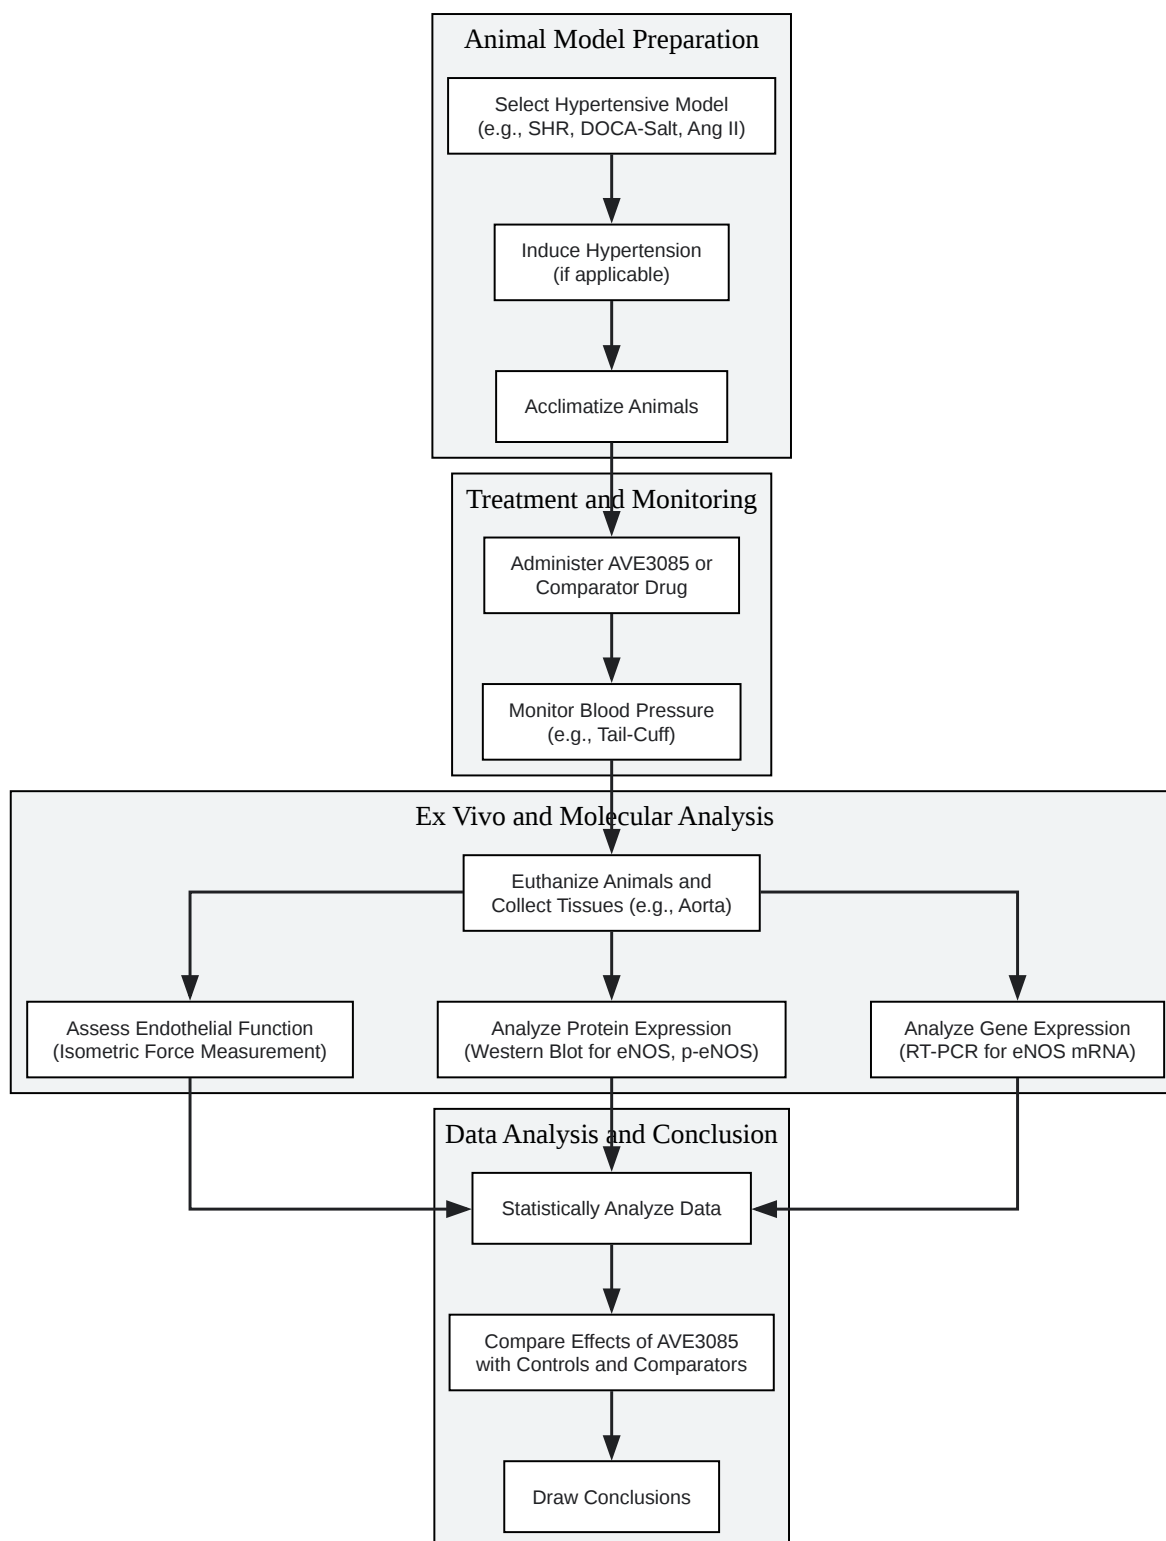 Animal Model Preparation
Select Hypertensive Model
(e.g., SHR, DOCA-Salt, Ang II)
Induce Hypertension
(if applicable)
Acclimatize Animals
Treatment and Monitoring
Administer AVE3085 or
Comparator Drug
Monitor Blood Pressure
(e.g., Tail-Cuff)
Ex Vivo and Molecular Analysis
Euthanize Animals and
Collect Tissues (e.g., Aorta)
Assess Endothelial Function
(Isometric Force Measurement)
Analyze Protein Expression
(Western Blot for eNOS, p-eNOS)
Analyze Gene Expression
(RT-PCR for eNOS mRNA)
Data Analysis and Conclusion
Statistically Analyze Data
Compare Effects of AVE3085
with Controls and Comparators
Draw Conclusions